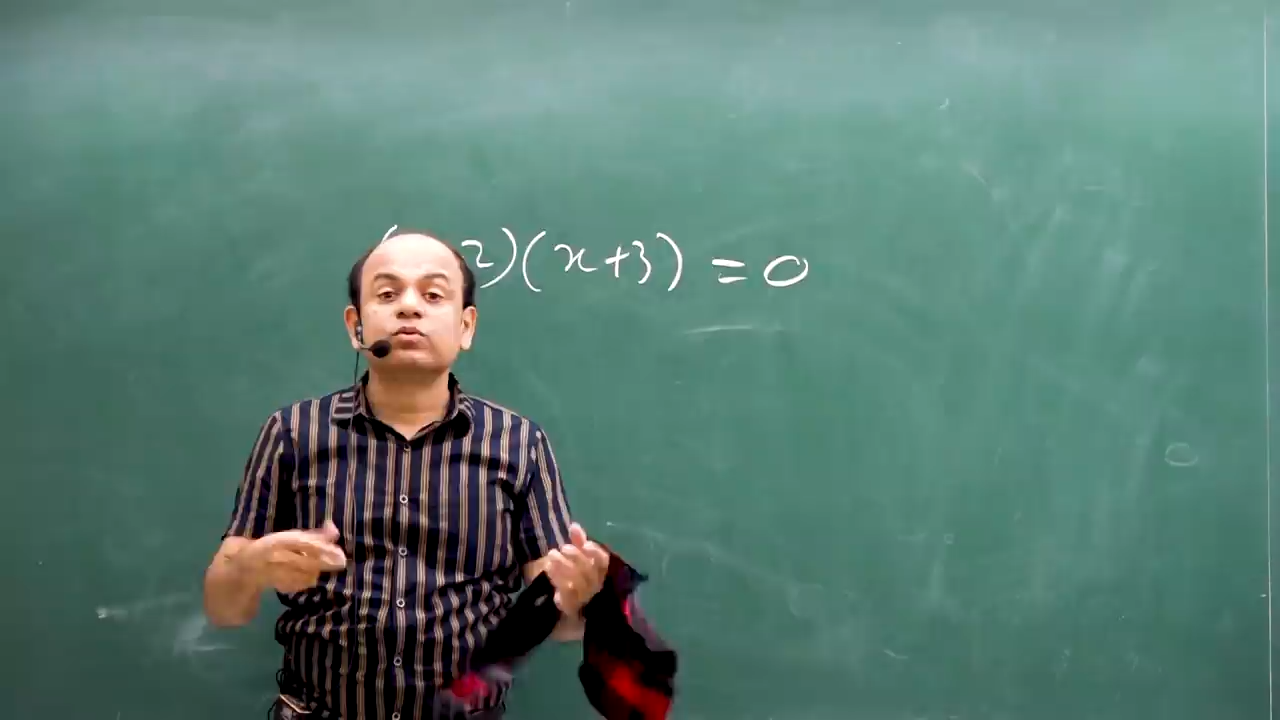 ( 2)(x+3) = 0